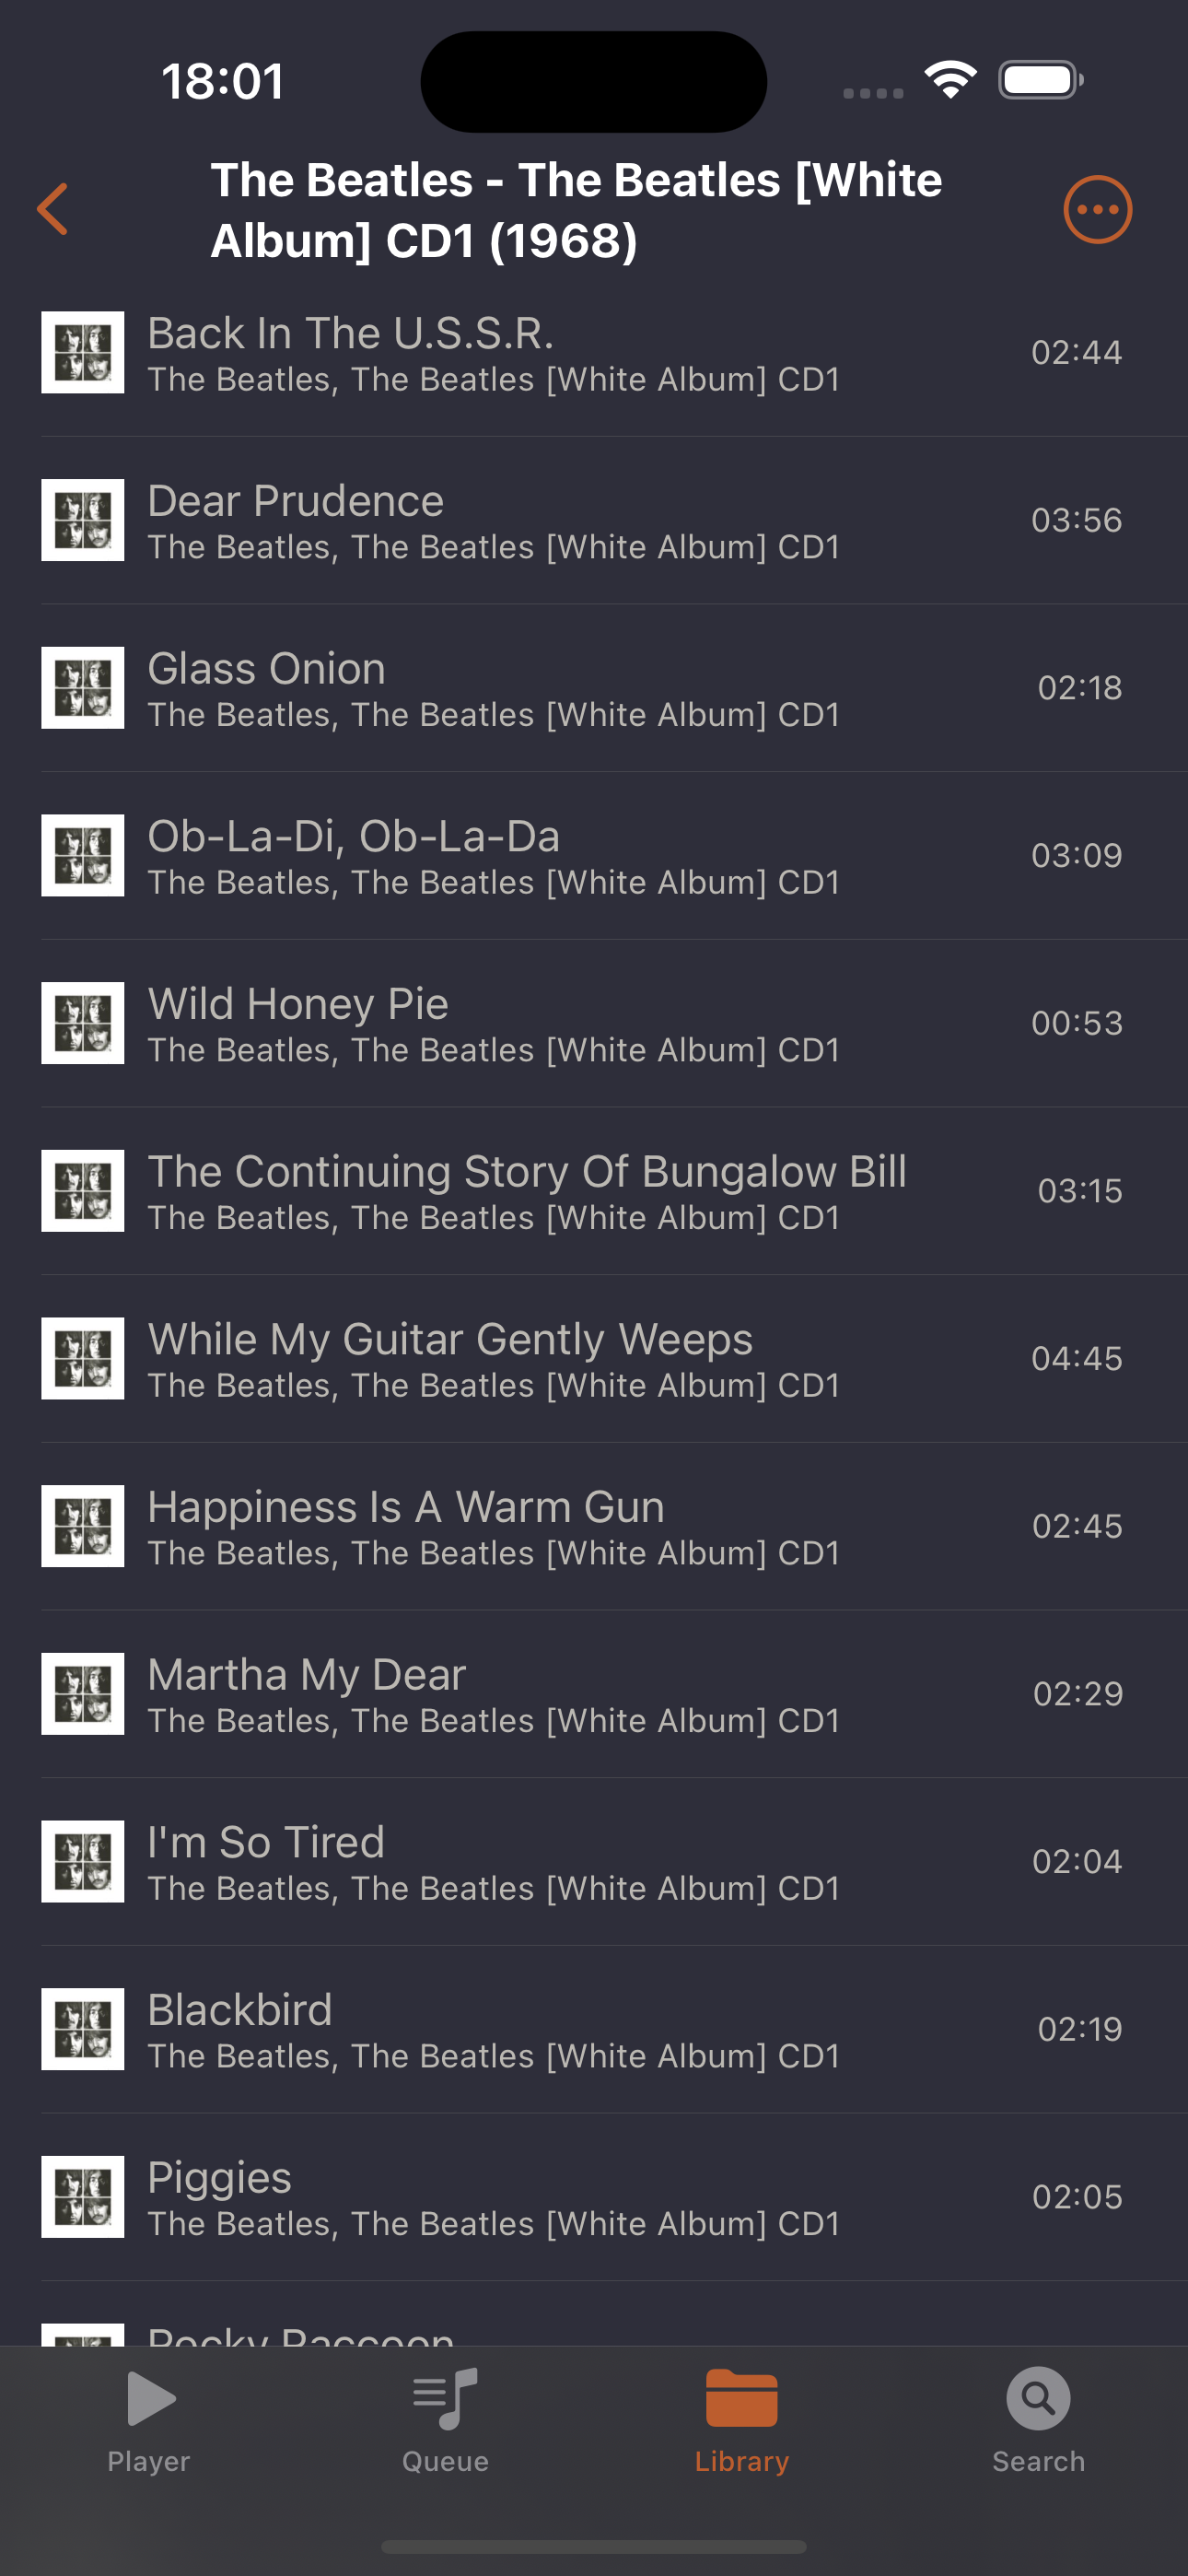 18:01
The Beatles - The Beatles [White
Album] CD1 (1968)
Back In The U.S.S.R.
The Beatles, The Beatles [White Album] CD1
02:44
Dear Prudence
The Beatles, The Beatles [White Album] CD1
03:56
Glass Onion
The Beatles, The Beatles [White Album] CD1
02:18
Ob-La-Di, Ob-La-Da
The Beatles, The Beatles [White Album] CD1
03:09
Wild Honey Pie
The Beatles, The Beatles [White Album] CD1
00:53
The Continuing Story Of Bungalow Bill
The Beatles, The Beatles [White Album] CD1
03:15
While My Guitar Gently Weeps
The Beatles, The Beatles [White Album] CD1
04:45
Happiness Is A Warm Gun
The Beatles, The Beatles [White Album] CD1
02:45
Martha My Dear
The Beatles, The Beatles [White Album] CD1
02:29
I'm So Tired
The Beatles, The Beatles [White Album] CD1
02:04
Blackbird
The Beatles, The Beatles [White Album] CD1
02:19
Piggies
The Beatles, The Beatles [White Album] CD1
02:05
Rocky Raccoon
Player
Queue
Library
Search